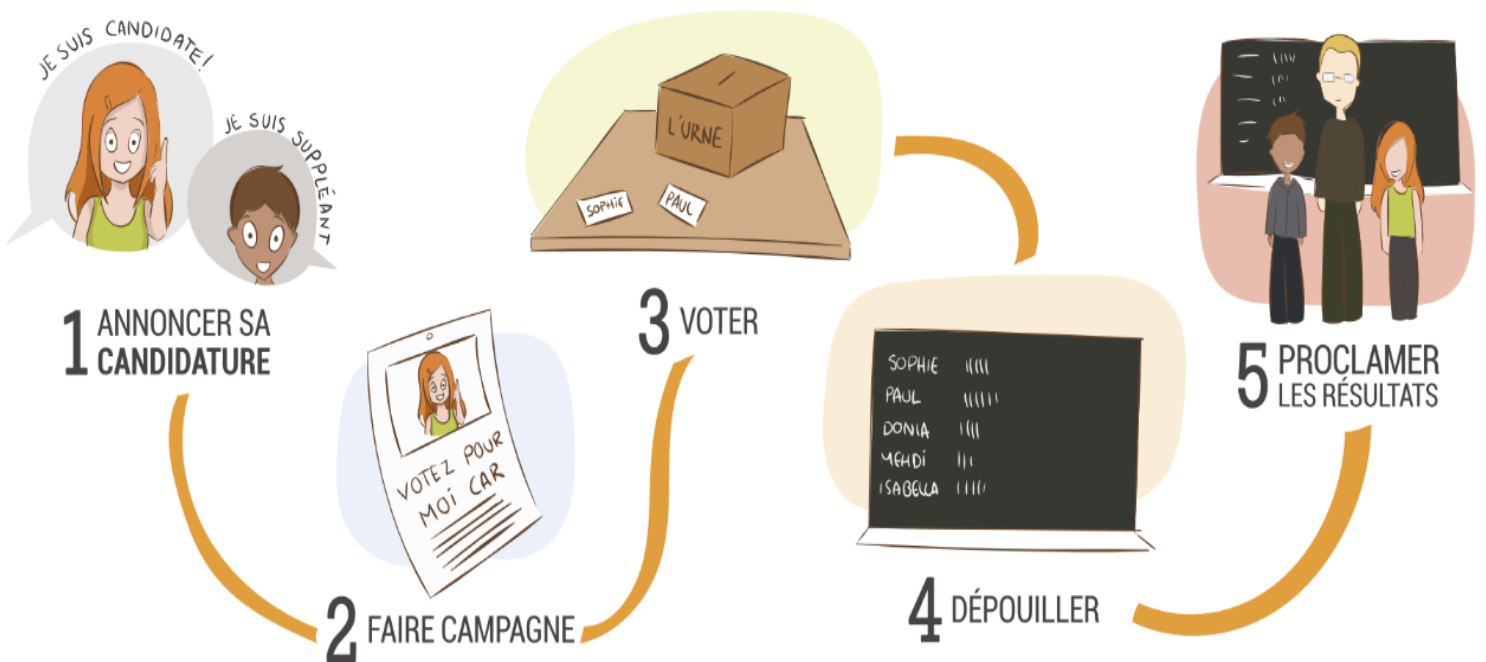 JE SUIS CANDIDATE!
JE SUIS SUPPLÉANT
1 ANNONCER SA
CANDIDATURE
VOTEZ POUR
MOI CAR
2 FAIRE CAMPAGNE
L'URNE
SOPHIE
PAUL
3 VOTER
SOPHIE
PAUL
DONIA
MEHDI
ISABELLA
4 DÉPOUILLER
5 PROCLAMER
LES RÉSULTATS